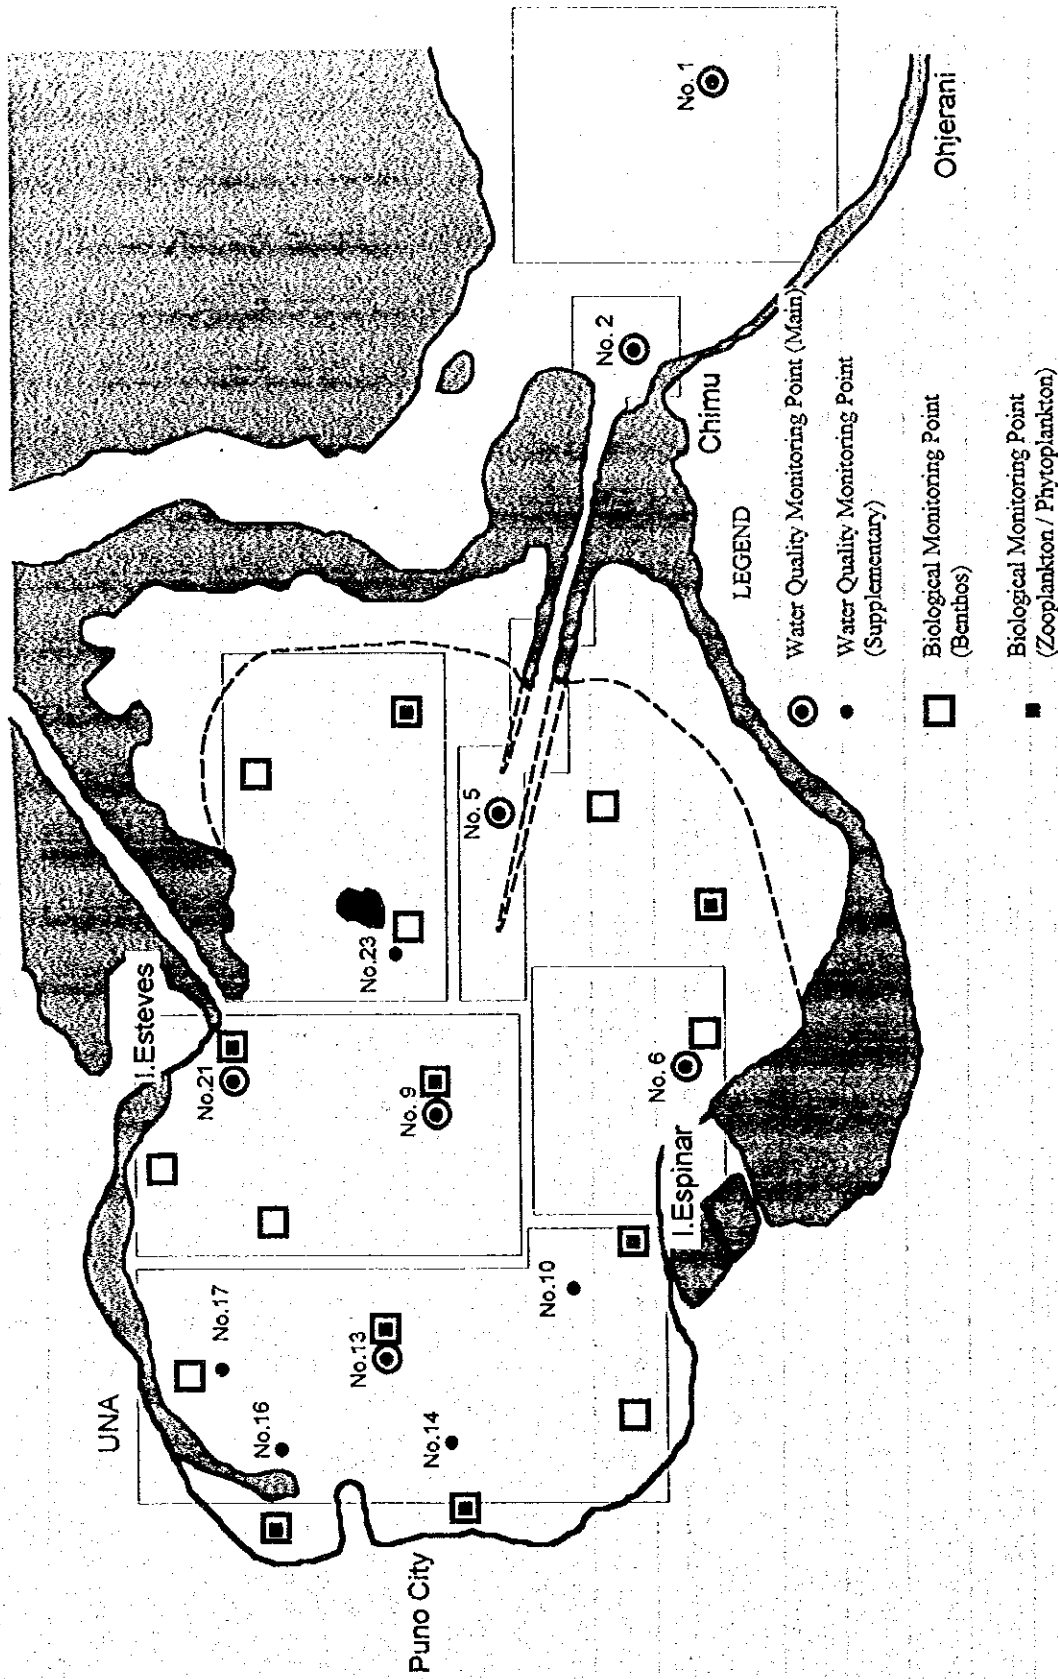 UNA
Puno City
No.16
No.17
No.14
No.13
No.10
I.Espinar
I.Esteves
No.21
No. 9
No. 6
No.23
No. 5
Chimu
No. 2
No. 1
Ohjerani
LEGEND
Water Quality Monitoring Point (Main)
Water Quality Monitoring Point
(Supplementary)
Biological Monitoring Point
(Benthos)
Biological Monitoring Point
(Zooplankton / Phytoplankton)